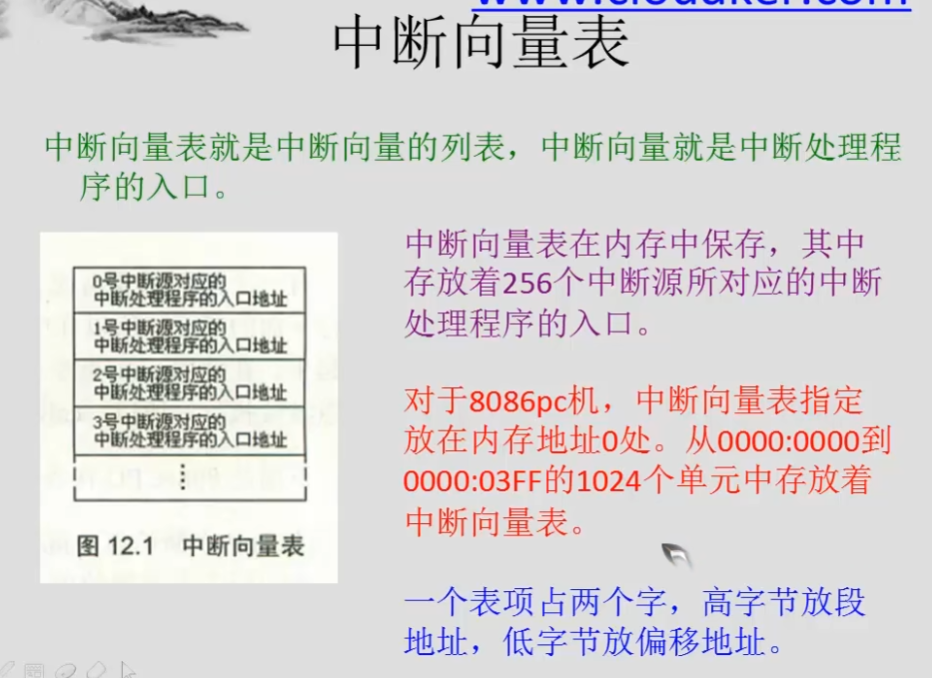 中断向量表
中断向量表就是中断向量的列表，中断向量就是中断处理程
序的入口。
0号中断源对应的
中断处理程序的入口地址
1号中断源对应的
中断处理程序的入口地址
2号中断源对应的
中断处理程序的入口地址
3号中断源对应的
中断处理程序的入口地址
图 12.1 中断向量表
中断向量表在内存中保存，其中
存放着256个中断源所对应的中断
处理程序的入口。
对于8086pc机，中断向量表指定
放在内存地址0处。从0000:0000到
0000:03FF的1024个单元中存放着
中断向量表。
一个表项占两个字，高字节放段
地址，低字节放偏移地址。